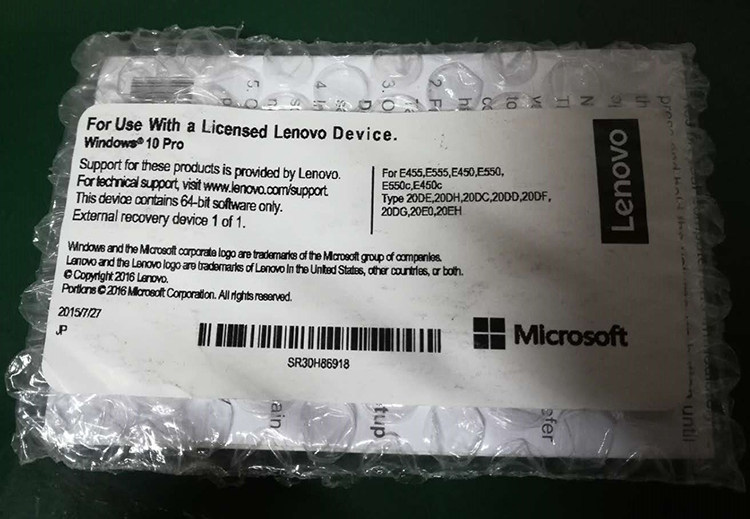 For Use With a Licensed Lenovo Device.
Windows® 10 Pro
Support for these products is provided by Lenovo.
For technical support, visit www.lenovo.com/support.
This device contains 64-bit software only.
External recovery device 1 of 1.
For E455,E555,E450,E550,
E550c,E450c
Type 20DE,20DH,20DC,20DD,20DF,
20DG,20E0,20EH
Lenovo
Windows and the Microsoft corporate logo are trademarks of the Microsoft group of companies.
Lenovo and the Lenovo logo are trademarks of Lenovo in the United States, other countries, or both.
© Copyright 2016 Lenovo.
Portions © 2016 Microsoft Corporation. All rights reserved.
2015/7/27
JP
SR30H86918
Microsoft